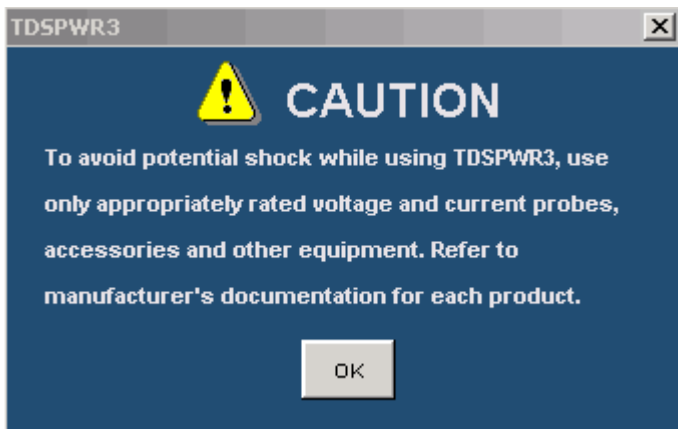 TDSPWR3
CAUTION
To avoid potential shock while using TDSPWR3, use
only appropriately rated voltage and current probes,
accessories and other equipment. Refer to
manufacturer's documentation for each product.
OK